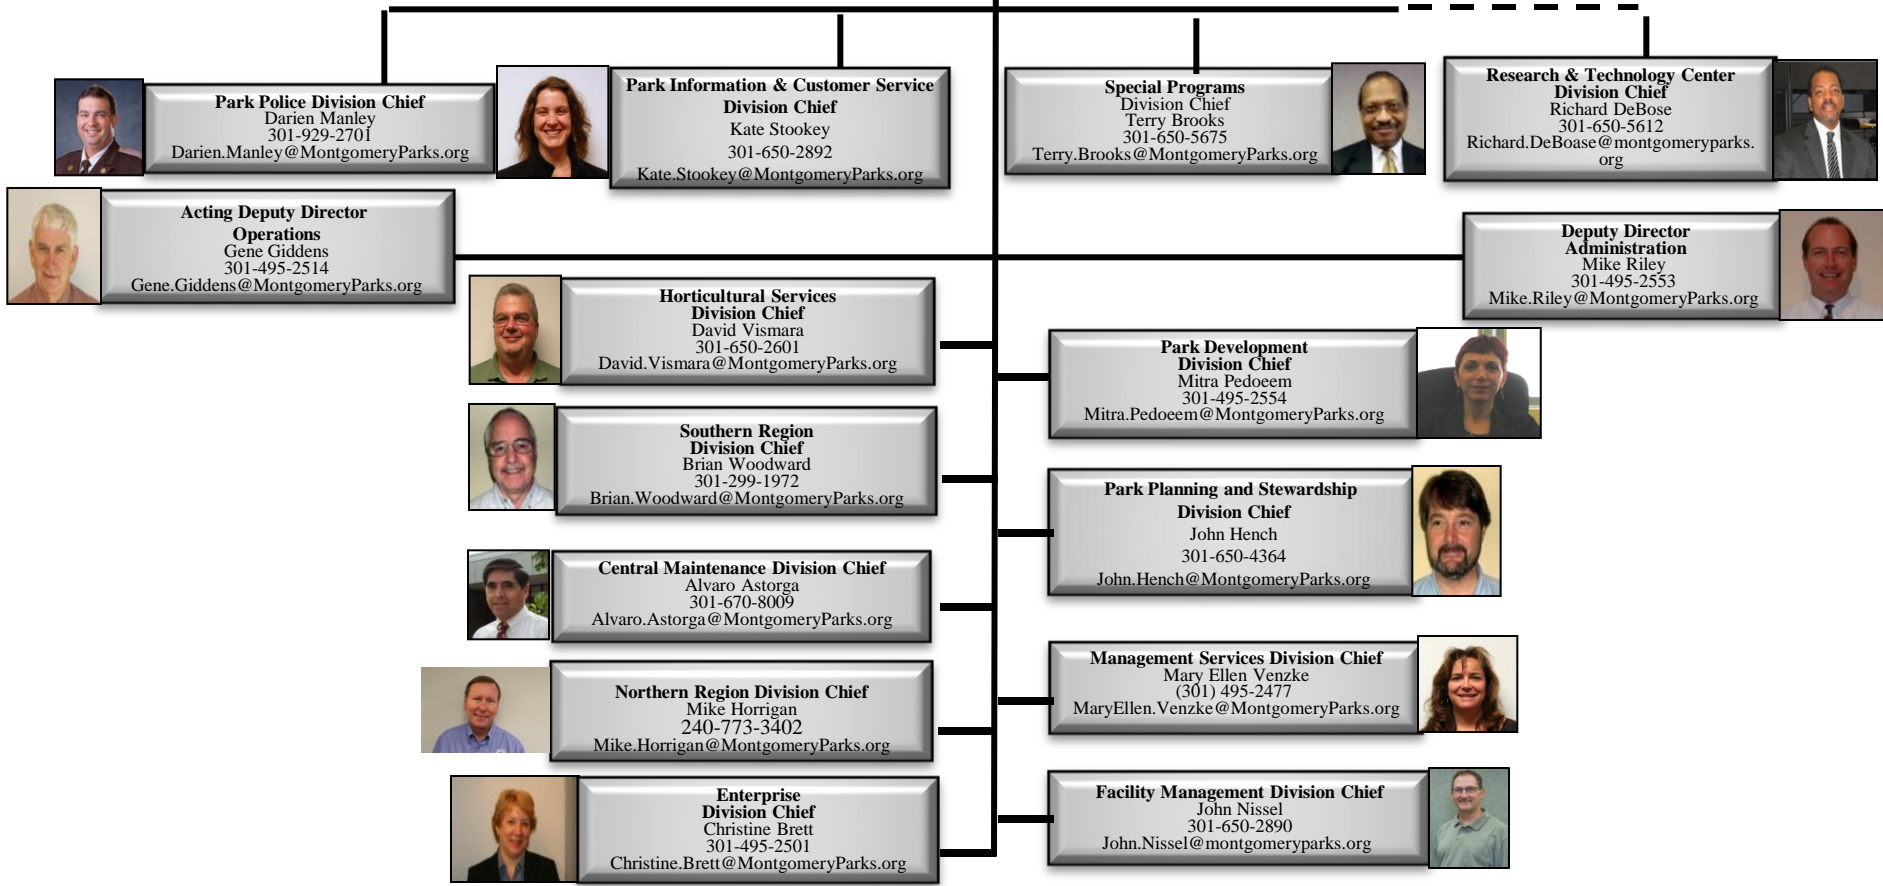 Park Police Division Chief
Darien Manley
301-929-2701
Darien.Manley@MontgomeryParks.org
Park Information & Customer Service
Division Chief
Kate Stookey
301-650-2892
Kate.Stookey@MontgomeryParks.org
Special Programs
Division Chief
Terry Brooks
301-650-5675
Terry.Brooks@MontgomeryParks.org
Research & Technology Center
Division Chief
Richard DeBose
301-650-5612
Richard.DeBoase@montgomeryparks.
org
Acting Deputy Director
Operations
Gene Giddens
301-495-2514
Gene.Giddens@MontgomeryParks.org
Deputy Director
Administration
Mike Riley
301-495-2553
Mike.Riley@MontgomeryParks.org
Horticultural Services
Division Chief
David Vismara
301-650-2601
David.Vismara@MontgomeryParks.org
Southern Region
Division Chief
Brian Woodward
301-299-1972
Brian.Woodward@MontgomeryParks.org
Central Maintenance Division Chief
Alvaro Astorga
301-670-8009
Alvaro.Astorga@MontgomeryParks.org
Northern Region Division Chief
Mike Horrigan
240-773-3402
Mike.Horrigan@MontgomeryParks.org
Enterprise
Division Chief
Christine Brett
301-495-2501
Christine.Brett@MontgomeryParks.org
Park Development
Division Chief
Mitra Pedoeem
301-495-2554
Mitra.Pedoeem@MontgomeryParks.org
Park Planning and Stewardship
Division Chief
John Hench
301-650-4364
John.Hench@MontgomeryParks.org
Management Services Division Chief
Mary Ellen Venzke
(301) 495-2477
MaryEllen.Venzke@MontgomeryParks.org
Facility Management Division Chief
John Nissel
301-650-2890
John.Nissel@montgomeryparks.org